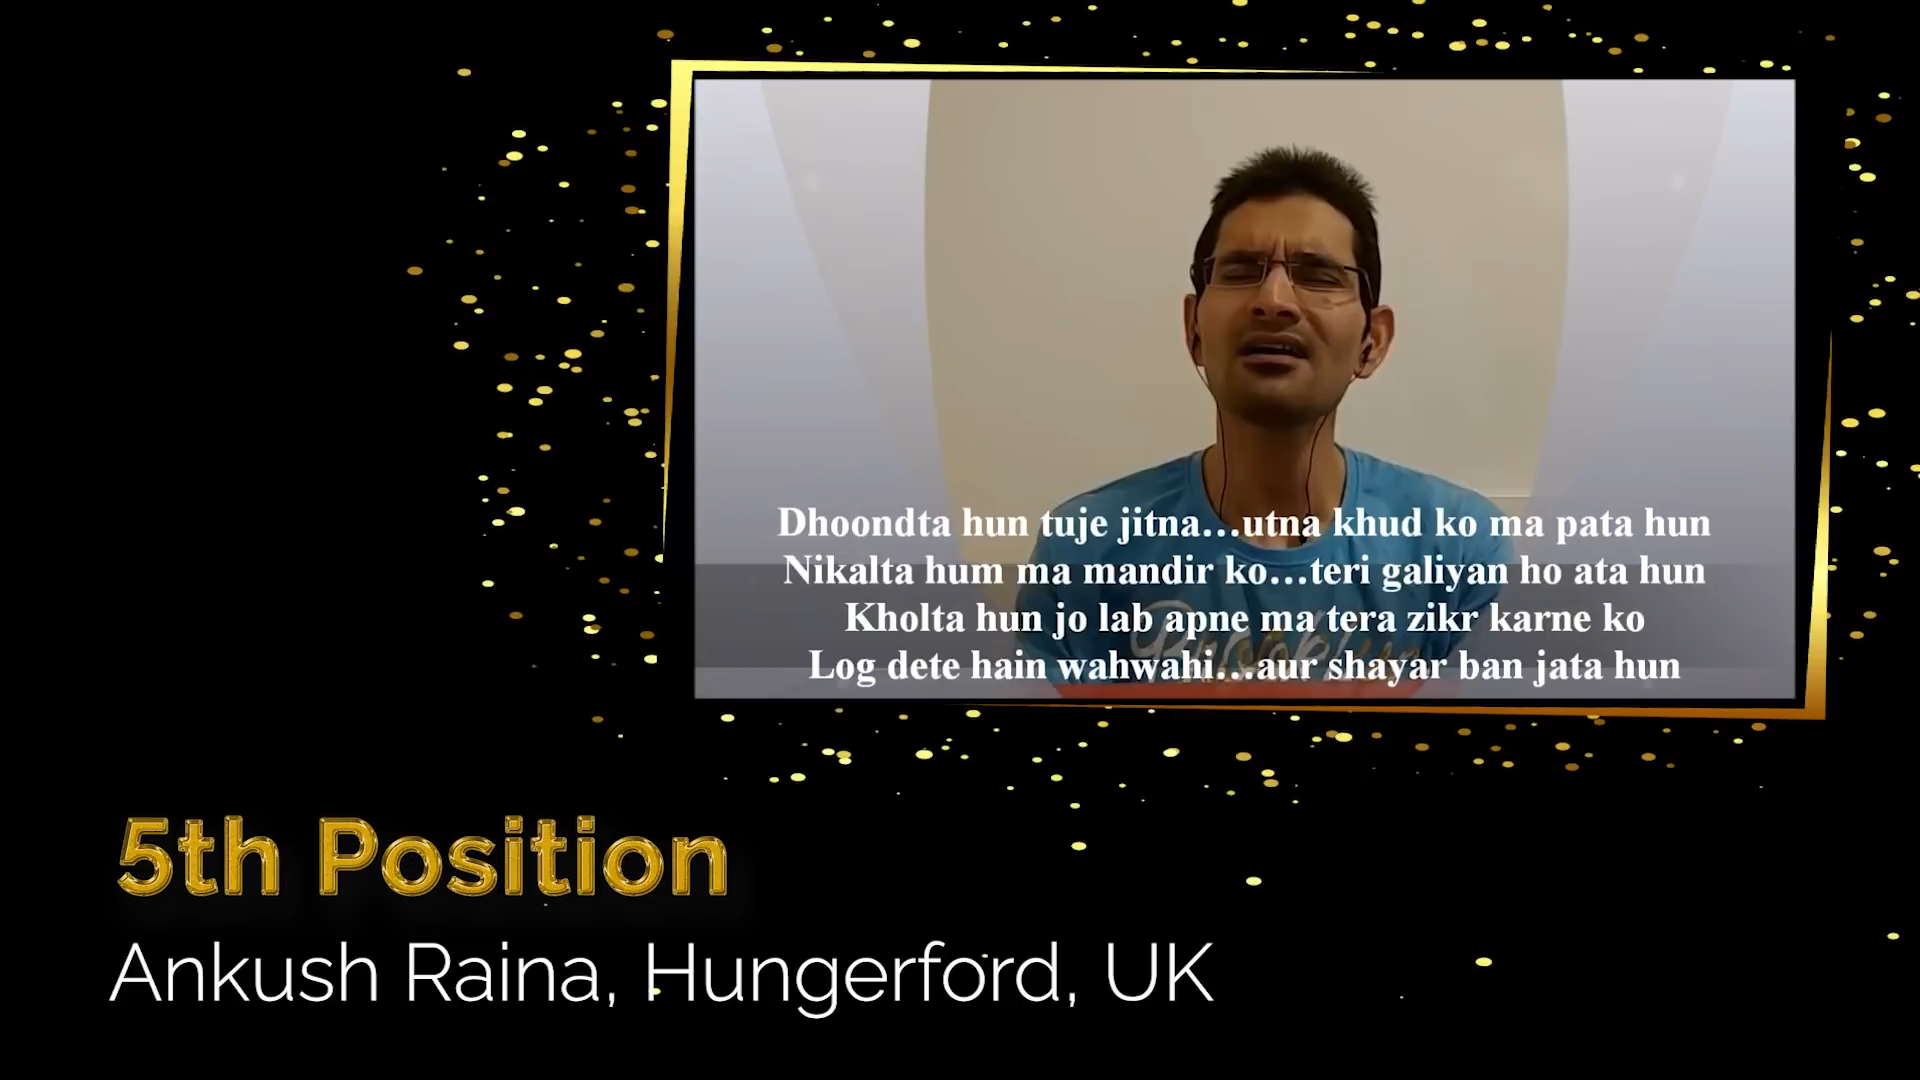 Dhoondta hun tuje jitna...utna khud ko ma pata hun
Nikalta hum ma mandir ko...teri galiyan ho ata hun
Kholta hun jo lab apne ma tera zikr karne ko
Log dete hain wahwahi...aur shayar ban jata hun
5th Position
Ankush Raina, Hungerford, UK